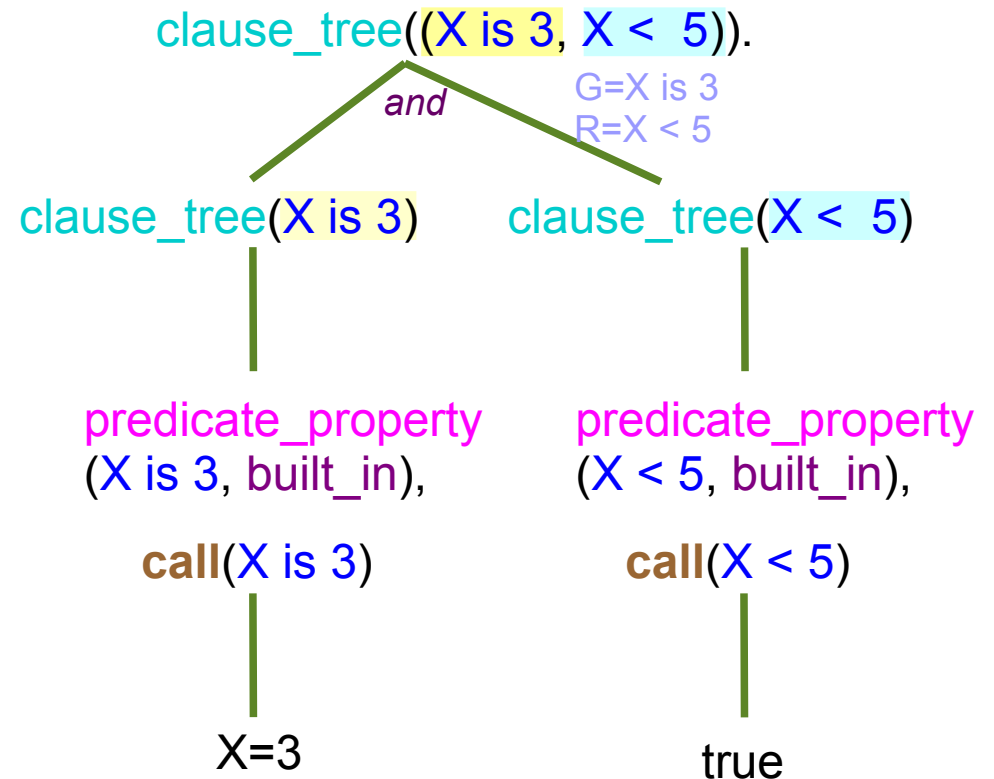 clause_tree((X is 3, X < 5)).
and
G=X is 3
R=X < 5
clause_tree(X is 3)
clause_tree(X < 5)
predicate_property
(X is 3, built_in),
call(X is 3)
predicate_property
(X < 5, built_in),
call(X < 5)
X=3
true